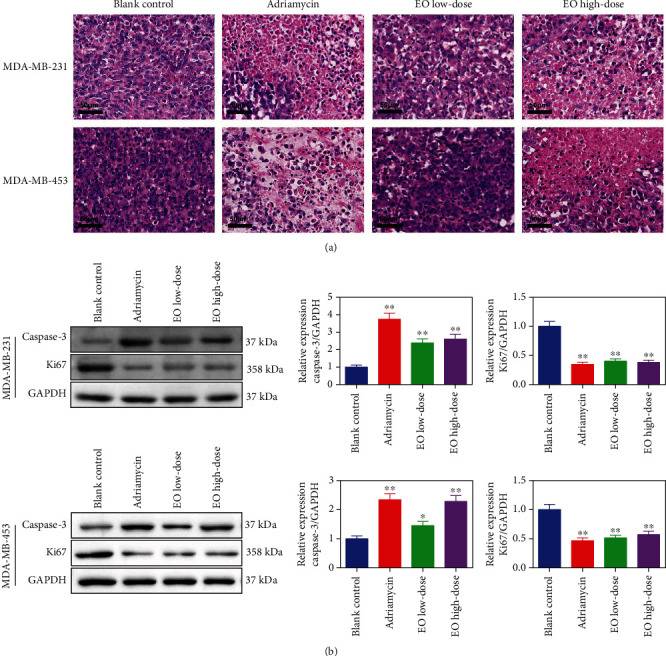 Blank control Adriamycin EO low-dose EO high-dose
MDA-MB-231
MDA-MB-453
(a)
Blank control Adriamycin EO low-dose EO high-dose
MDA-MB-231
Caspase-3 37 kDa
Ki67 358 kDa
GAPDH 37 kDa
Relative expression
caspase-3/GAPDH
5
4
3
2
1
0
** ** **
Blank control Adriamycin EO low-dose EO high-dose
Relative expression
Ki67/GAPDH
1.5
1.0
0.5
0.0
** ** **
Blank control Adriamycin EO low-dose EO high-dose
Blank control Adriamycin EO low-dose EO high-dose
MDA-MB-453
Caspase-3 37 kDa
Ki67 358 kDa
GAPDH 37 kDa
Relative expression
caspase-3/GAPDH
3
2
1
0
** * **
Blank control Adriamycin EO low-dose EO high-dose
Relative expression
Ki67/GAPDH
1.5
1.0
0.5
0.0
** ** **
Blank control Adriamycin EO low-dose EO high-dose
(b)